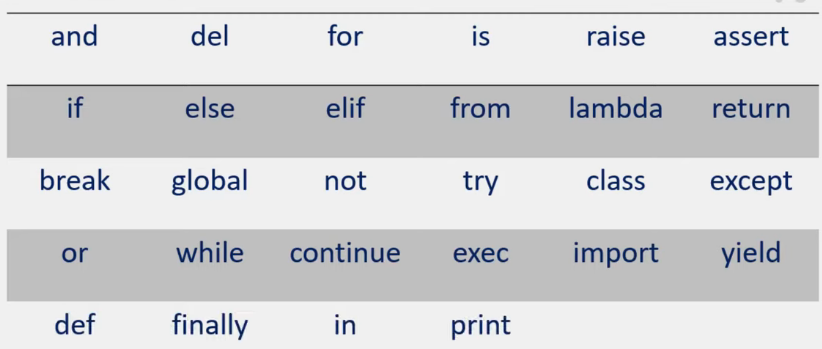 and del for is raise assert
if else elif from lambda return
break global not try class except
or while continue exec import yield
def finally in print